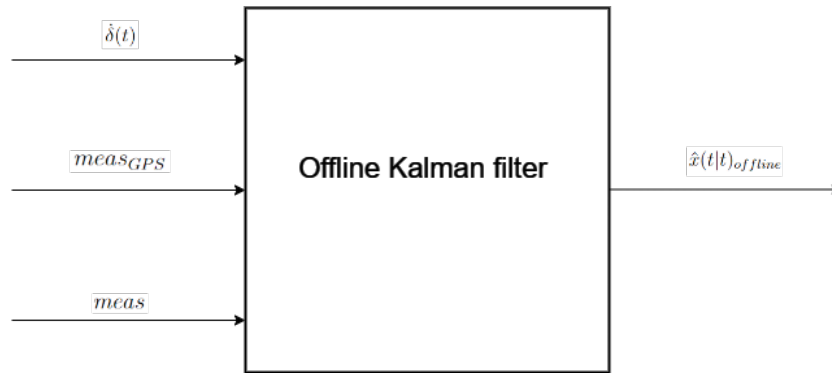 δ̇(t)
meas_GPS
Offline Kalman filter
x̂(t|t)_offline
meas